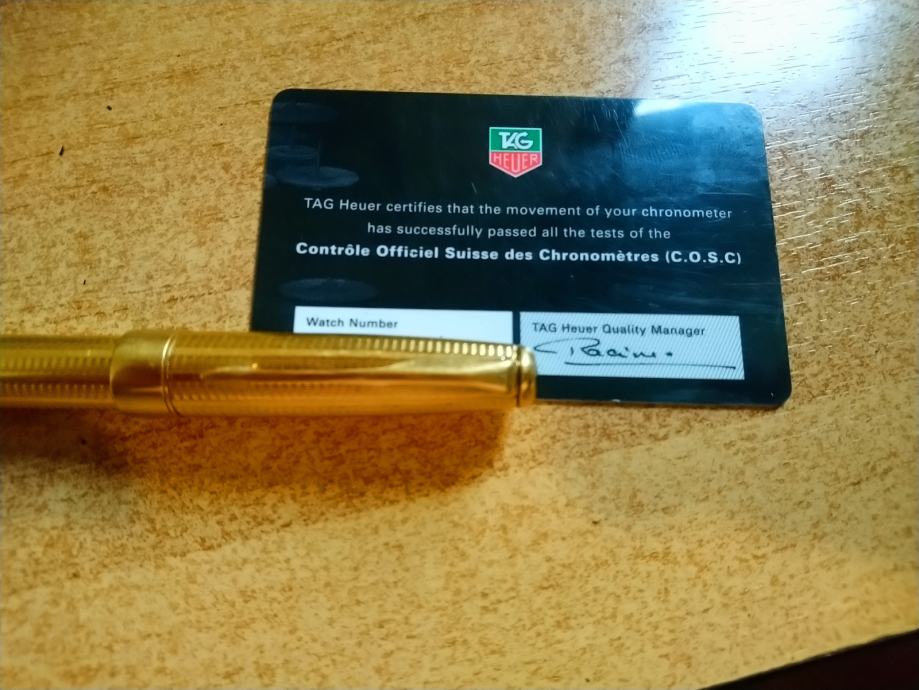 TAG
HEUER
TAG Heuer certifies that the movement of your chronometer
has successfully passed all the tests of the
Contrôle Officiel Suisse des Chronomètres (C.O.S.C)
Watch Number
TAG Heuer Quality Manager
Racine